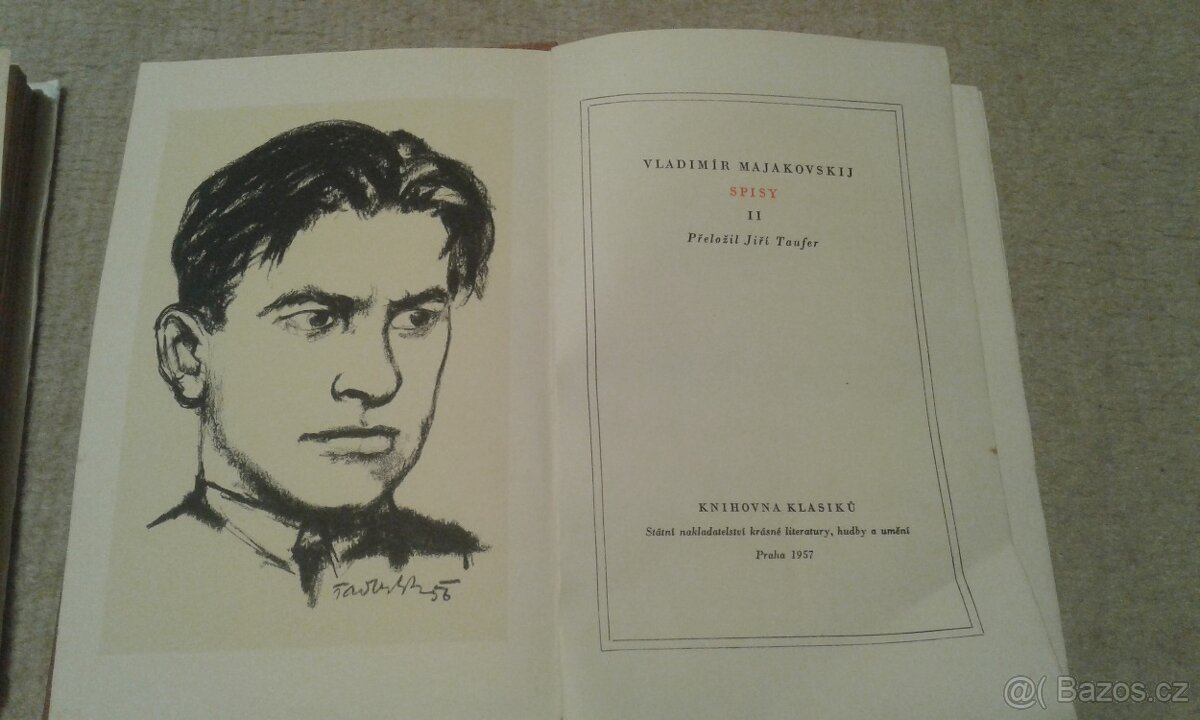 56
VLADIMÍR MAJAKOVSKIJ
SPISY
II
Přeložil Jiří Taufer
KNIHOVNA KLASIKŮ
Státní nakladatelství krásné literatury, hudby a umění
Praha 1957
@( Bazos.cz